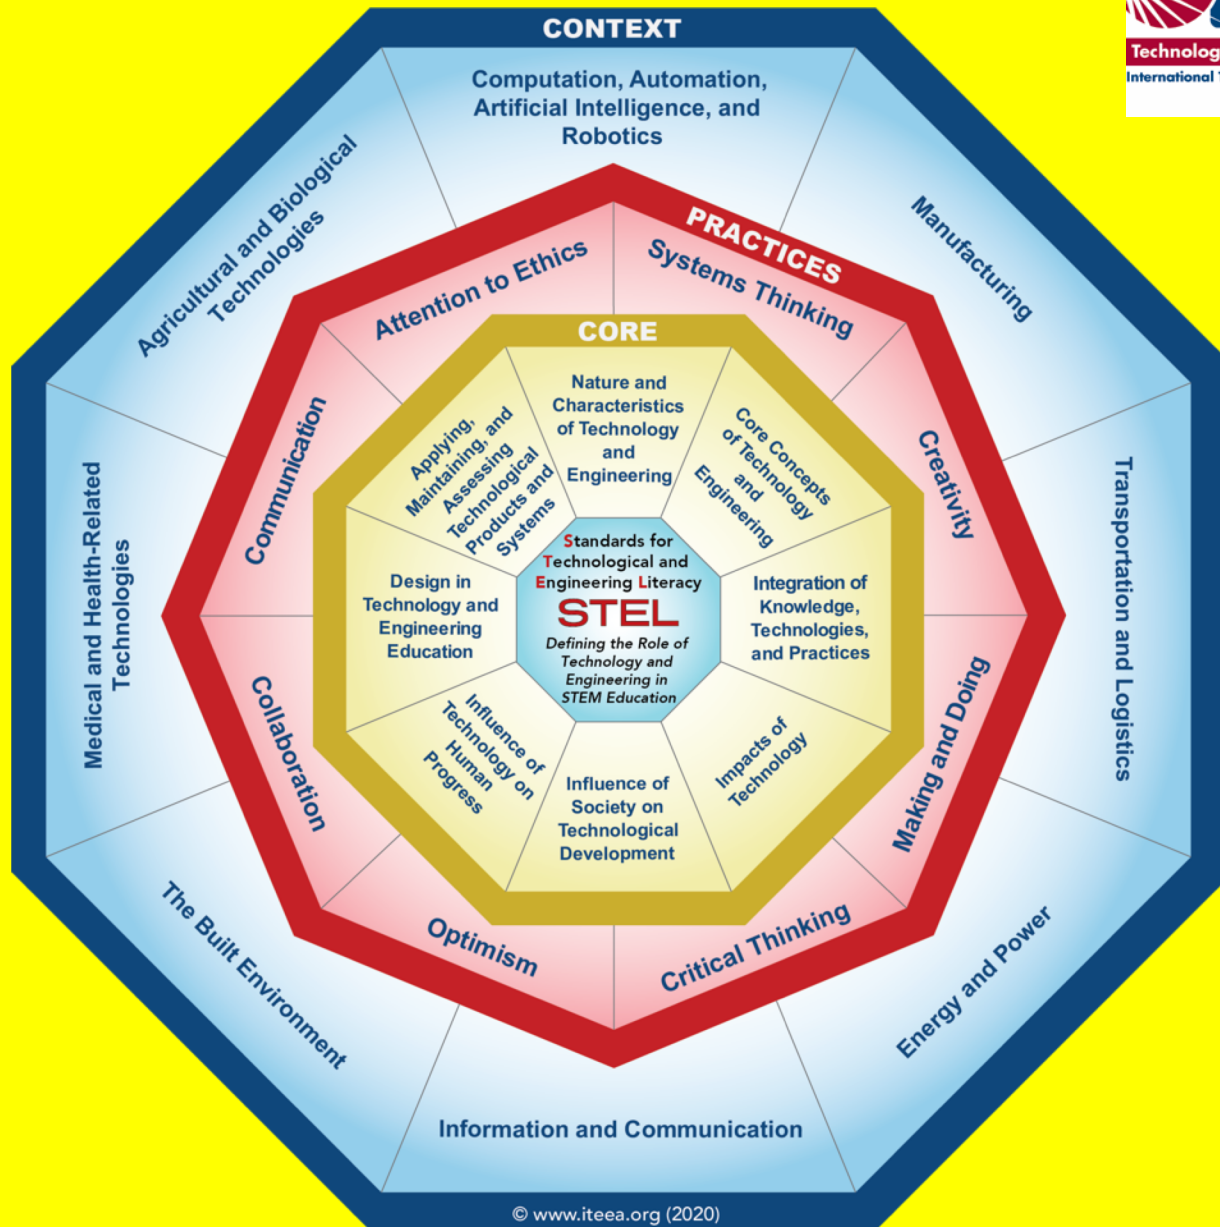 CONTEXT
Computation, Automation,
Artificial Intelligence, and
Robotics
Manufacturing
Transportation and Logistics
Energy and Power
Information and Communication
The Built Environment
Medical and Health-Related
Technologies
Agricultural and Biological
Technologies
PRACTICES
Systems Thinking
Creativity
Making and Doing
Critical Thinking
Optimism
Collaboration
Communication
Attention to Ethics
CORE
Nature and
Characteristics
of Technology
and
Engineering
Core Concepts
of Technology
and
Engineering
Integration of
Knowledge,
Technologies,
and Practices
Impacts of
Technology
Influence of
Society on
Technological
Development
Influence of
Technology on
Human
Progress
Design in
Technology and
Engineering
Education
Applying,
Maintaining, and
Assessing
Technological
Products and
Systems
Standards for
Technological and
Engineering Literacy
STEL
Defining the Role of
Technology and
Engineering in
STEM Education
© www.iteea.org (2020)
International